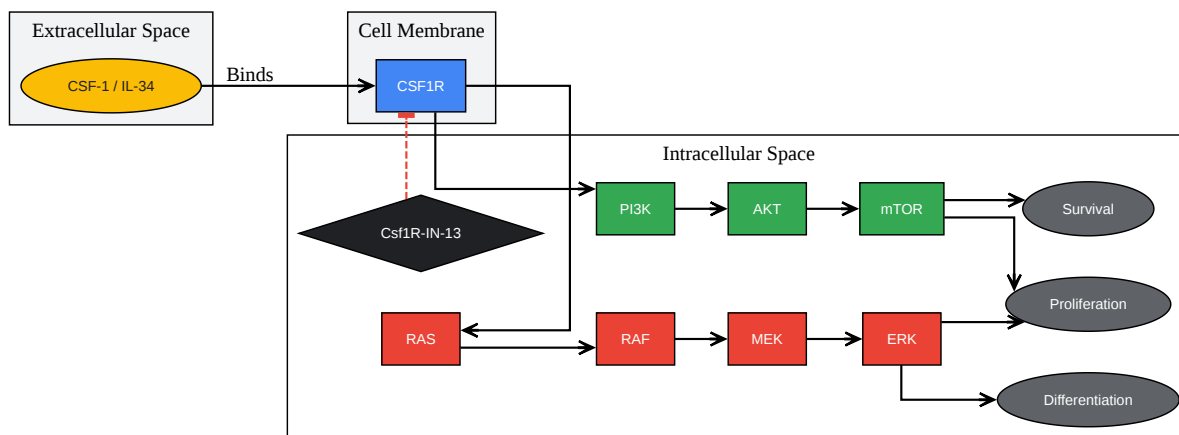 Extracellular Space
Cell Membrane
CSF-1 / IL-34
Binds
CSF1R
Intracellular Space
PI3K
AKT
mTOR
Survival
Csf1R-IN-13
Proliferation
RAS
RAF
MEK
ERK
Differentiation